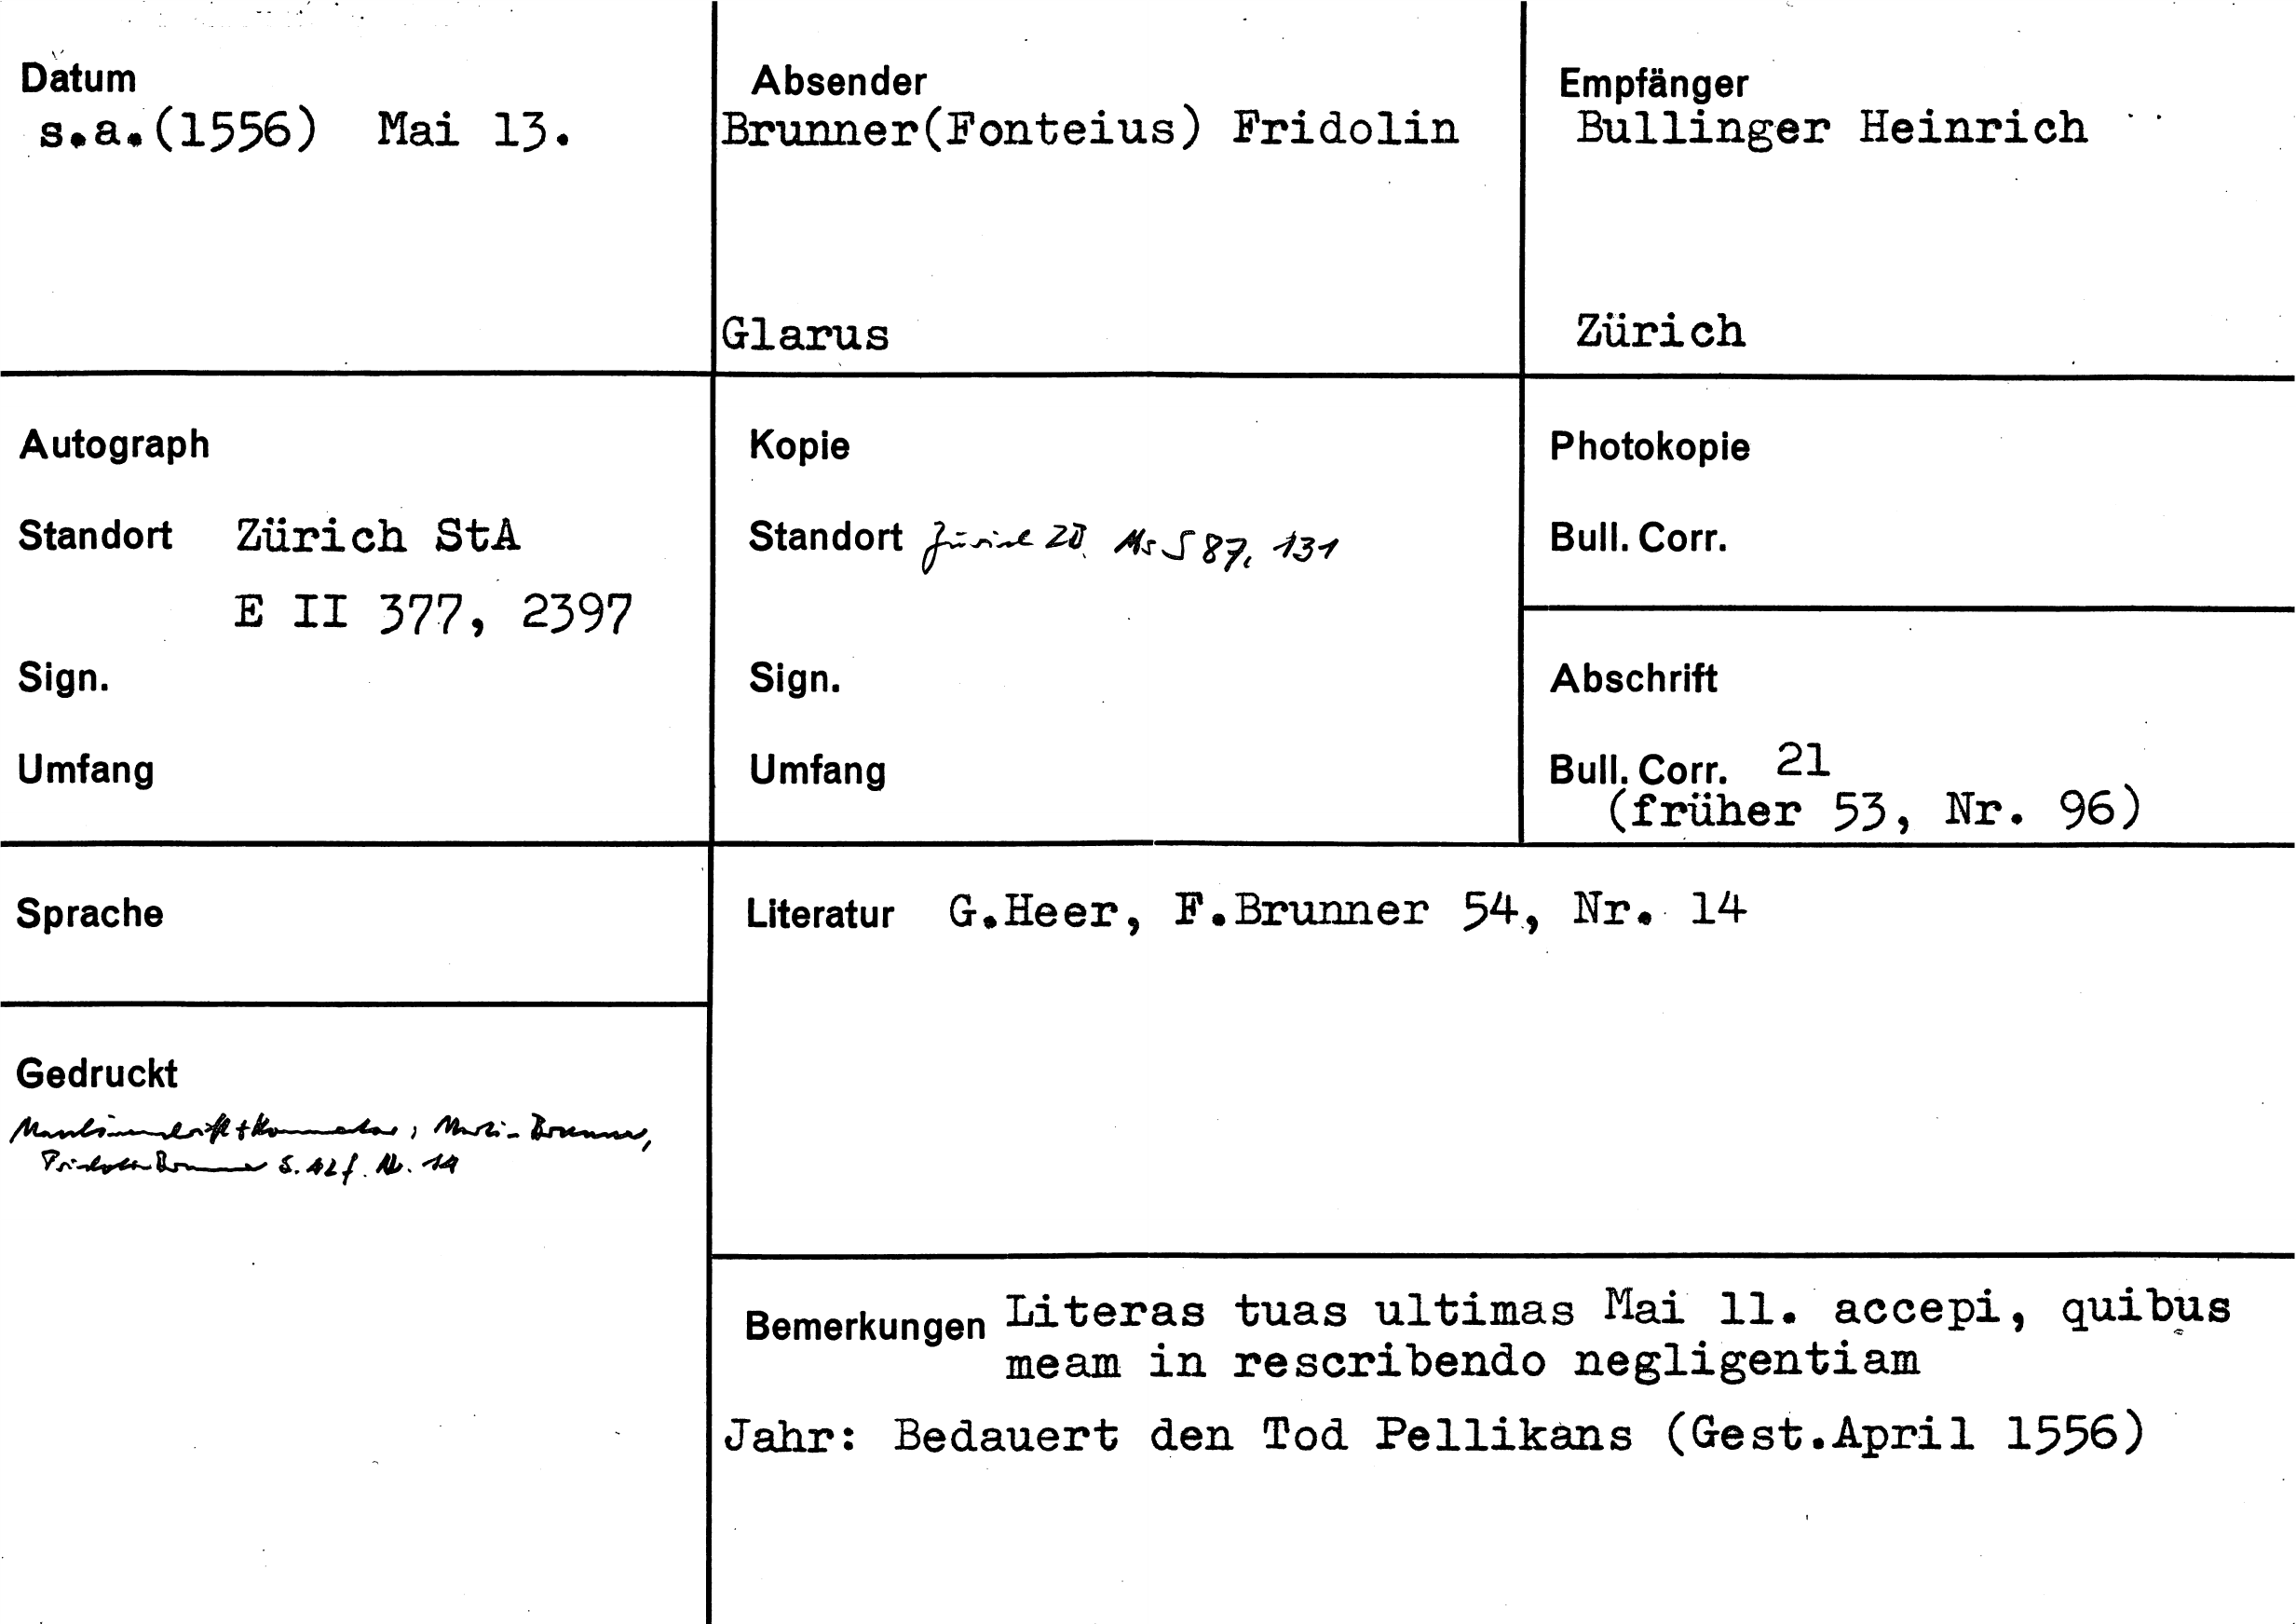 Datum
s.a.(1556) Mai 13.
Absender
Brunner(Fonteius) Fridolin
Glarus
Empfänger
Bullinger Heinrich
Zürich
Autograph
Standort Zürich StA
E II 377, 2397
Sign.
Umfang
Kopie
Standort Zürich ZB. Ms S 87, 131
Sign.
Umfang
Photokopie
Bull. Corr.
Abschrift
Bull. Corr. 21
(früher 53, Nr. 96)
Sprache
Literatur G.Heer, F.Brunner 54, Nr. 14
Gedruckt
Brunner,
Fridolin Brunner S. 42 f. Nr. 14
Bemerkungen Literas tuas ultimas Mai 11. accepi, quibus
meam in rescribendo negligentiam
Jahr: Bedauert den Tod Pellikans (Gest.April 1556)